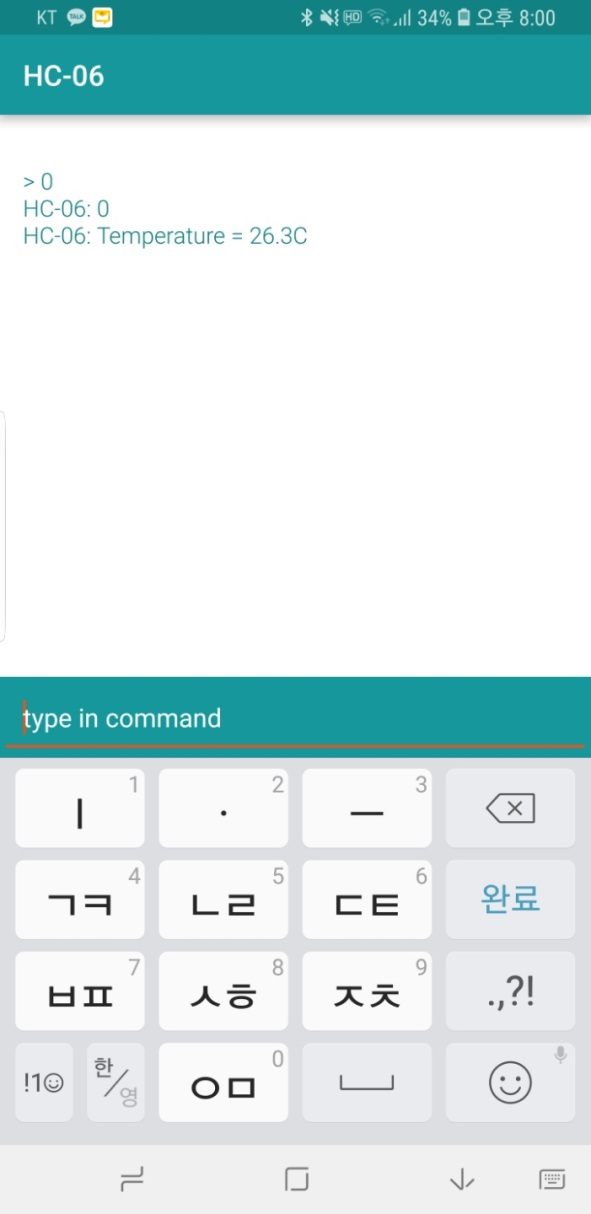 KT TALK HD 34% 오후 8:00
HC-06
> 0
HC-06: 0
HC-06: Temperature = 26.3C
type in command
ㅣ 1 · 2 ㅡ 3
ㄱㅋ 4 ㄴㄹ 5 ㄷㅌ 6 완료
ㅂㅍ 7 ㅅㅎ 8 ㅈㅊ 9 .,?!
!1☺ 한/영 ㅇㅁ 0